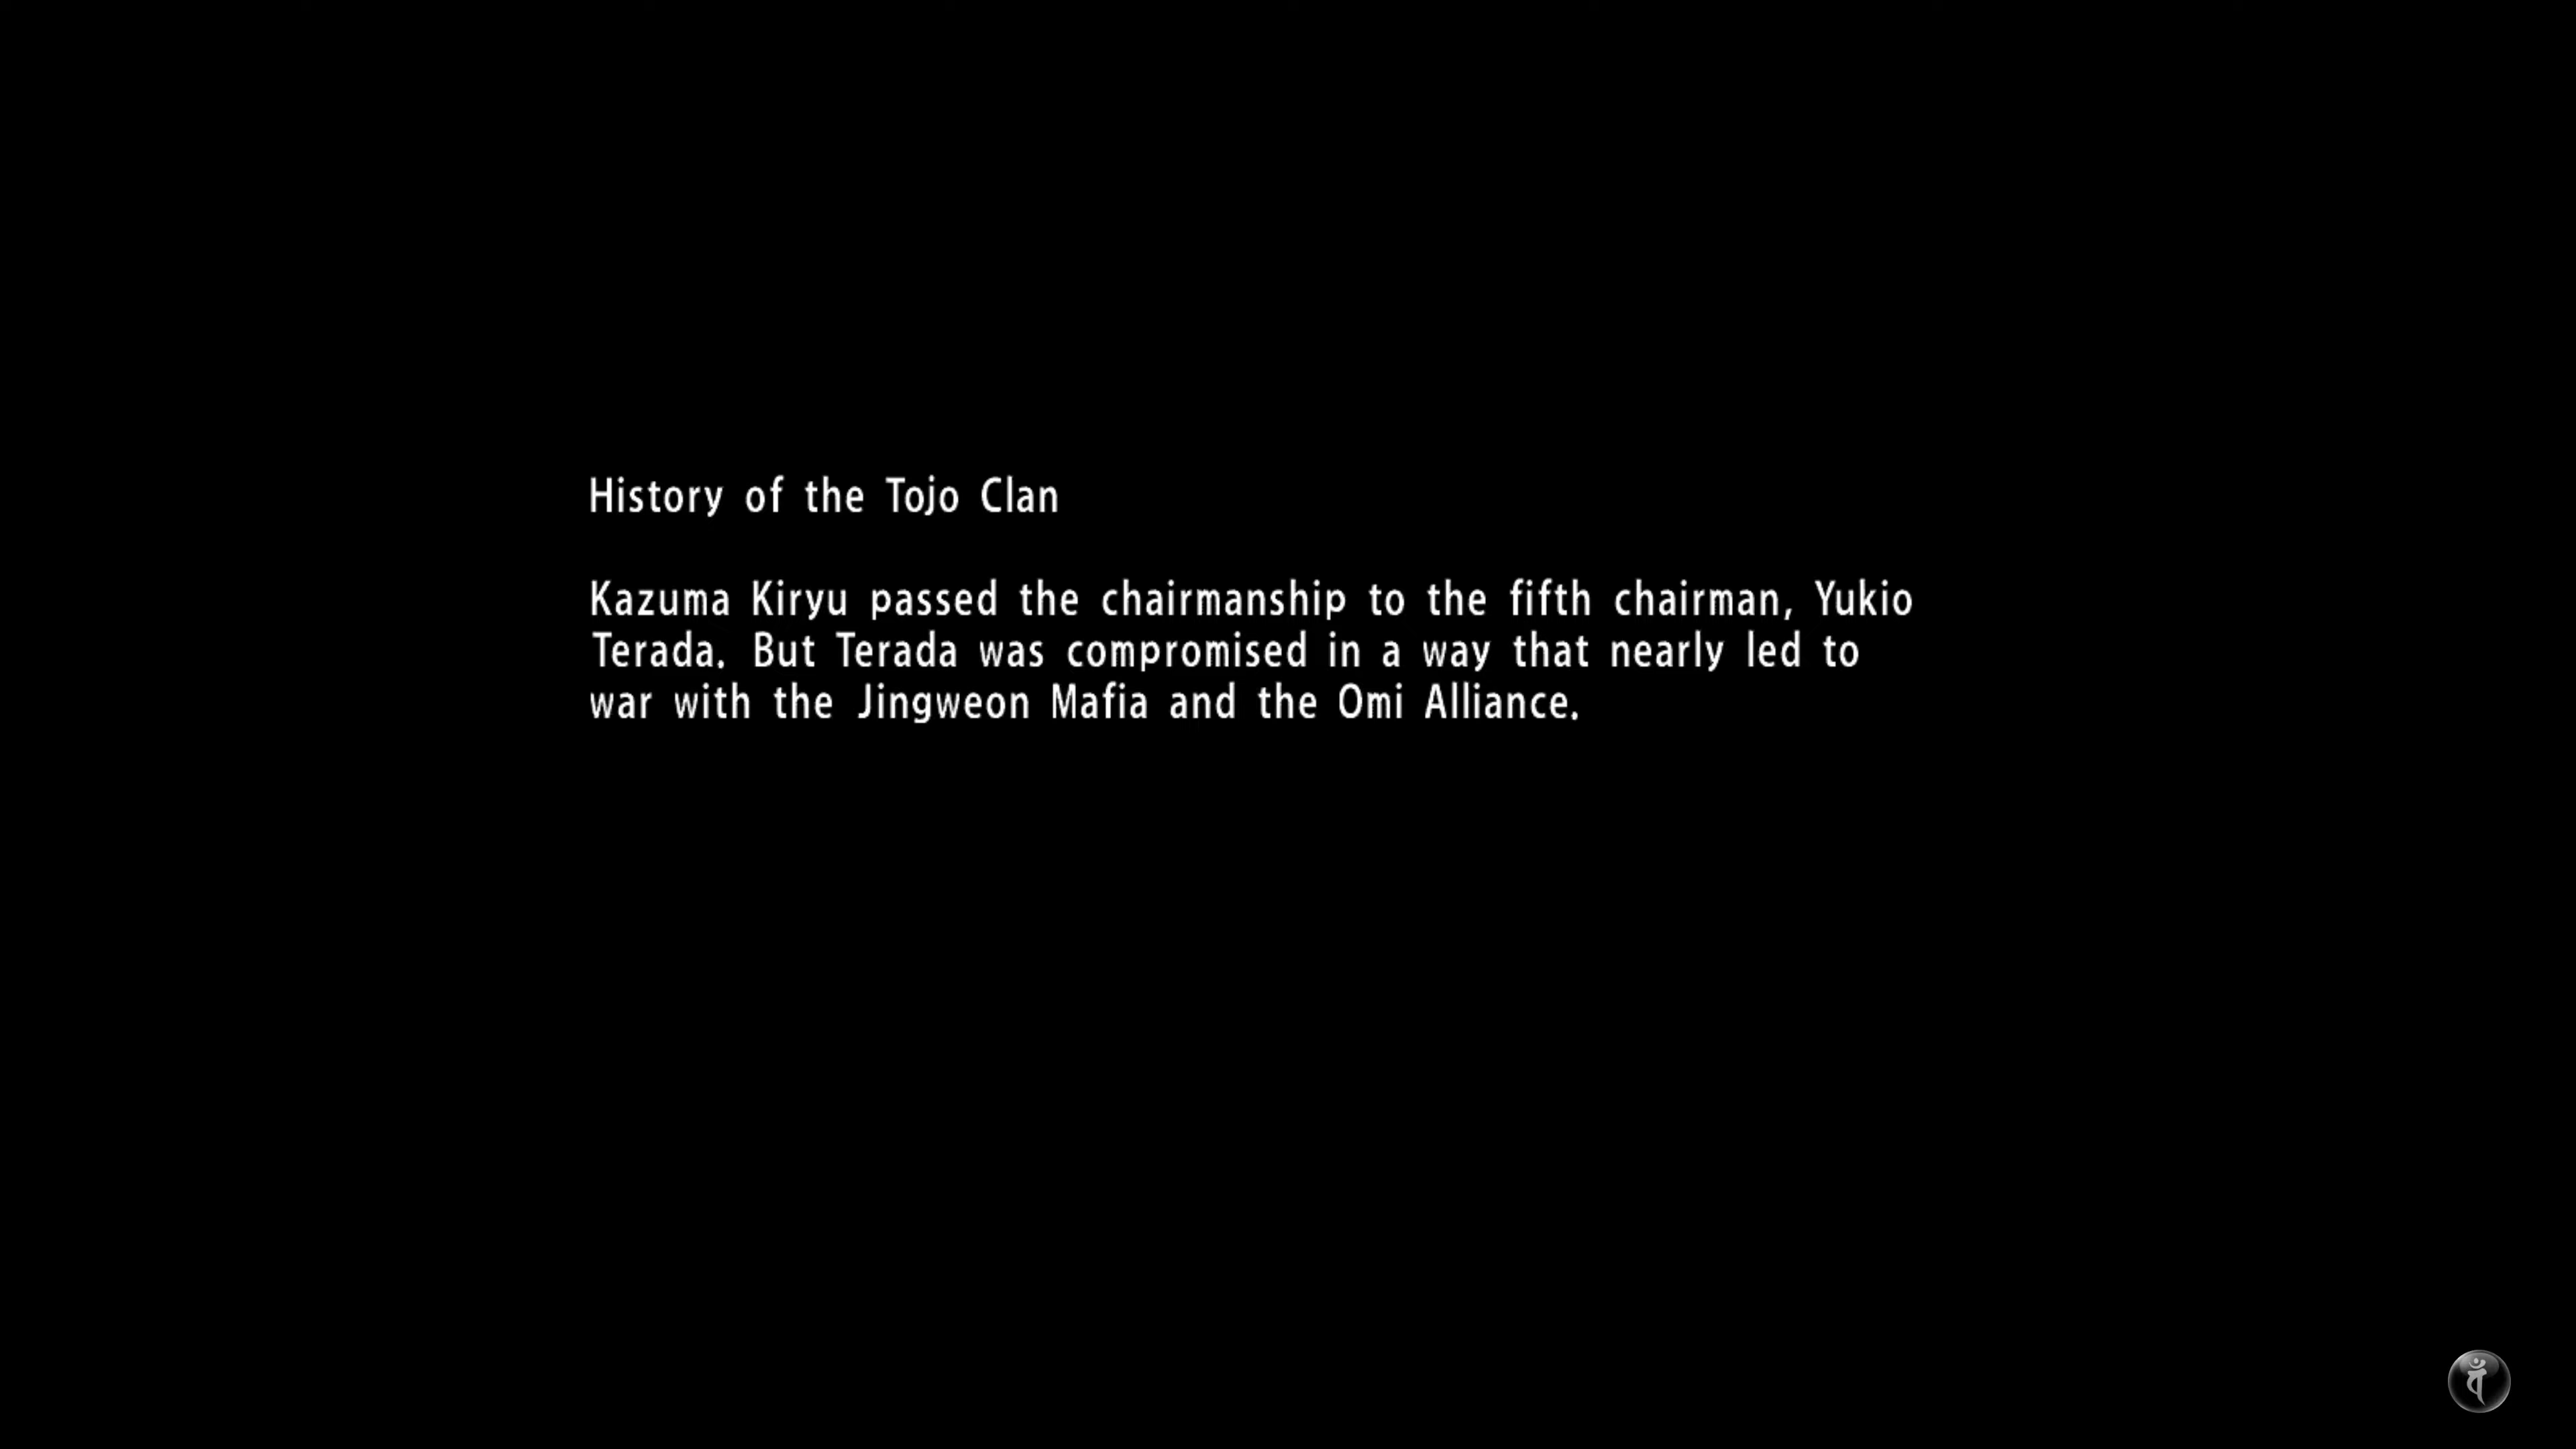 History of the Tojo Clan
Kazuma Kiryu passed the chairmanship to the fifth chairman, Yukio
Terada. But Terada was compromised in a way that nearly led to
war with the Jingweon Mafia and the Omi Alliance.